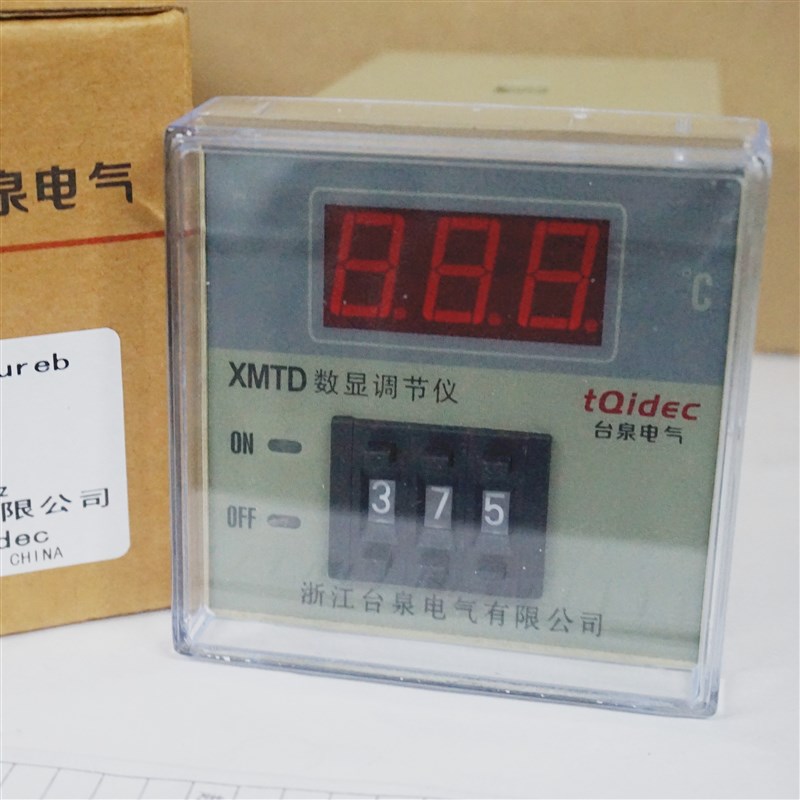 泉电气
ureb
限公司
dec
CHINA
8.8.8.
°C
XMTD 数显调节仪
tQidec
台泉电气
ON
OFF
3 7 5
浙江台泉电气有限公司